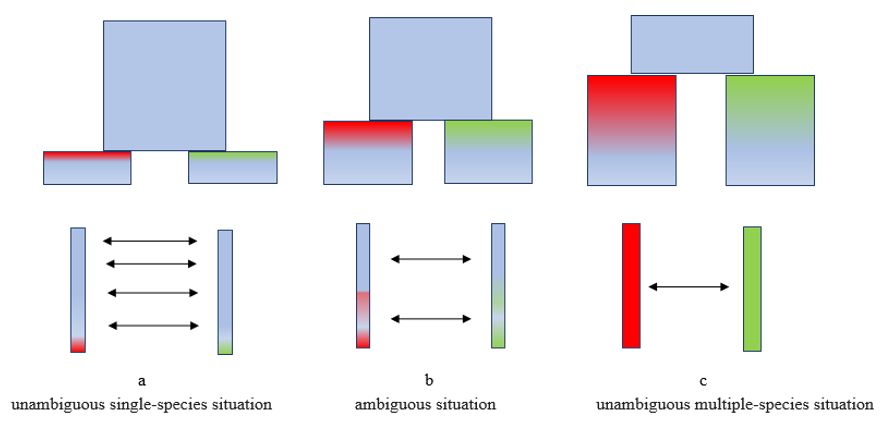 a
unambiguous single-species situation
b
ambiguous situation
c
unambiguous multiple-species situation